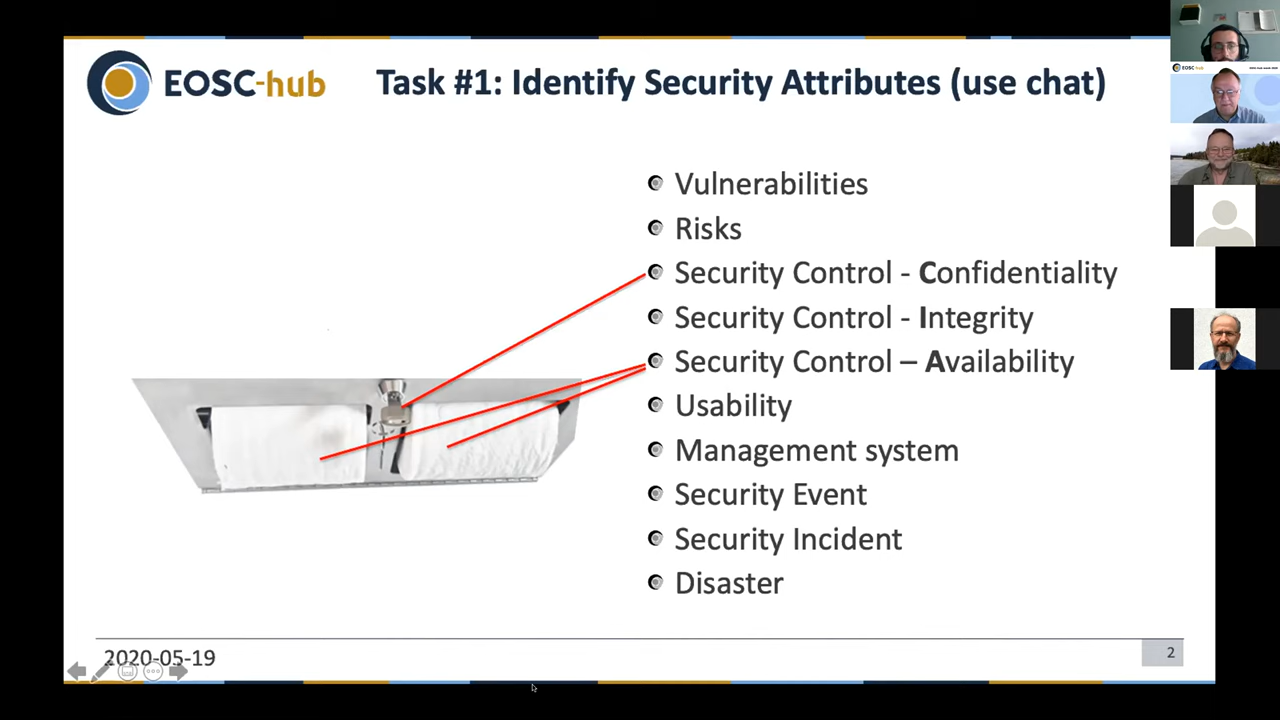 EOSC-hub
Task #1: Identify Security Attributes (use chat)
Vulnerabilities
Risks
Security Control - Confidentiality
Security Control - Integrity
Security Control – Availability
Usability
Management system
Security Event
Security Incident
Disaster
2020-05-19
2